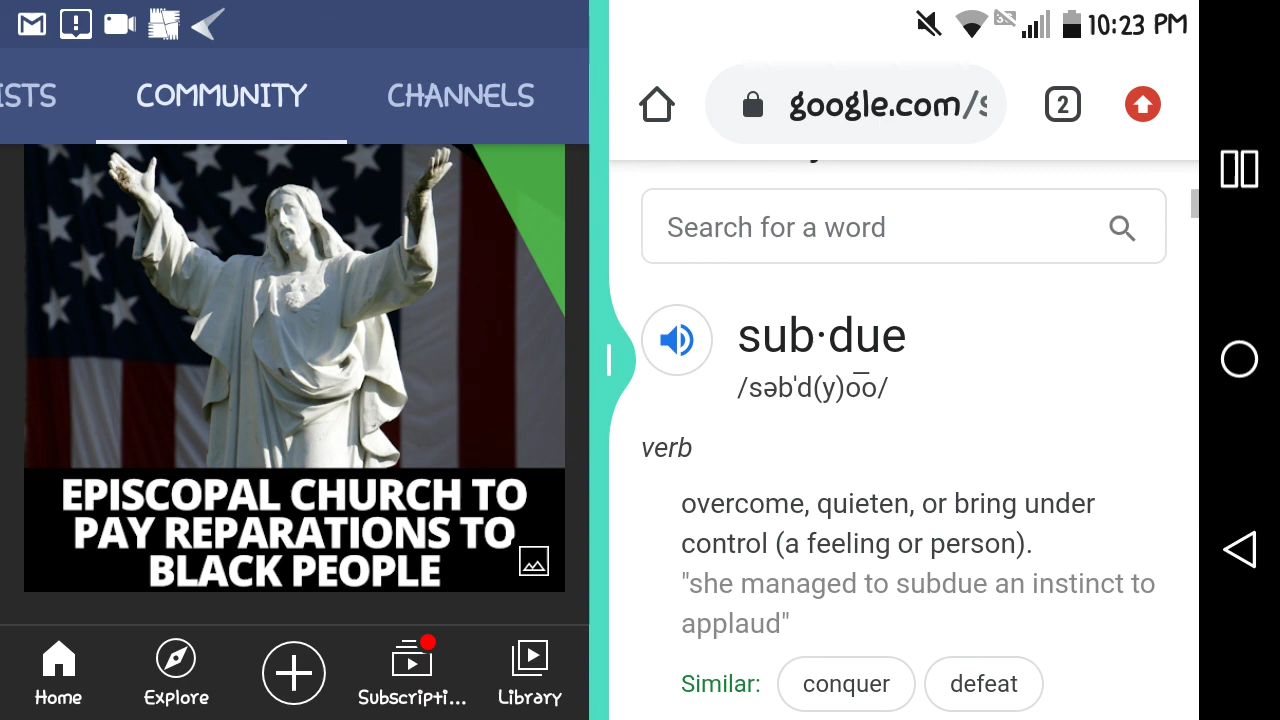 ISTS
COMMUNITY
CHANNELS
EPISCOPAL CHURCH TO
PAY REPARATIONS TO
BLACK PEOPLE
Home
Explore
Subscripti...
Library
10:23 PM
google.com/s
2
Search for a word
sub·due
/səbˈd(y)o͞o/
verb
overcome, quieten, or bring under
control (a feeling or person).
"she managed to subdue an instinct to
applaud"
Similar:
conquer
defeat